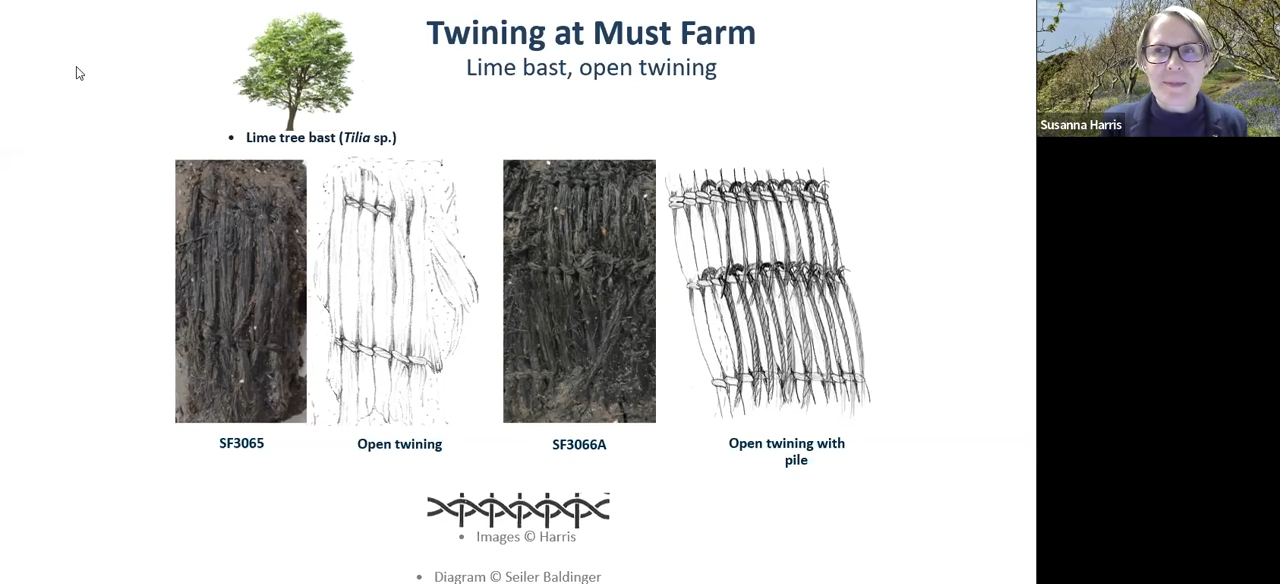 Twining at Must Farm
Lime bast, open twining
• Lime tree bast (Tilia sp.)
Susanna Harris
SF3065
Open twining
SF3066A
Open twining with
pile
• Images © Harris
• Diagram © Seiler Baldinger